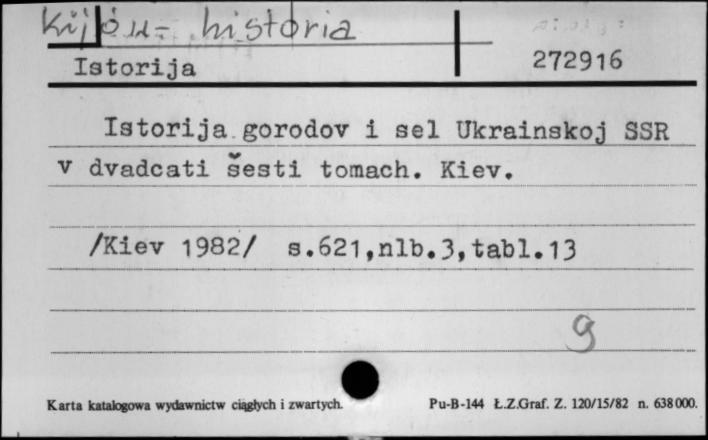 Kijów - historia
Istorija 272916
Istorija gorodov i sel Ukrainskoj SSR
v dvadcati šesti tomach. Kiev.
/Kiev 1982/ s.621,nlb.3,tabl.13
9
Karta katalogowa wydawnictw ciągłych i zwartych. Pu-B-144 Ł.Z.Graf. Z. 120/15/82 n. 638000.